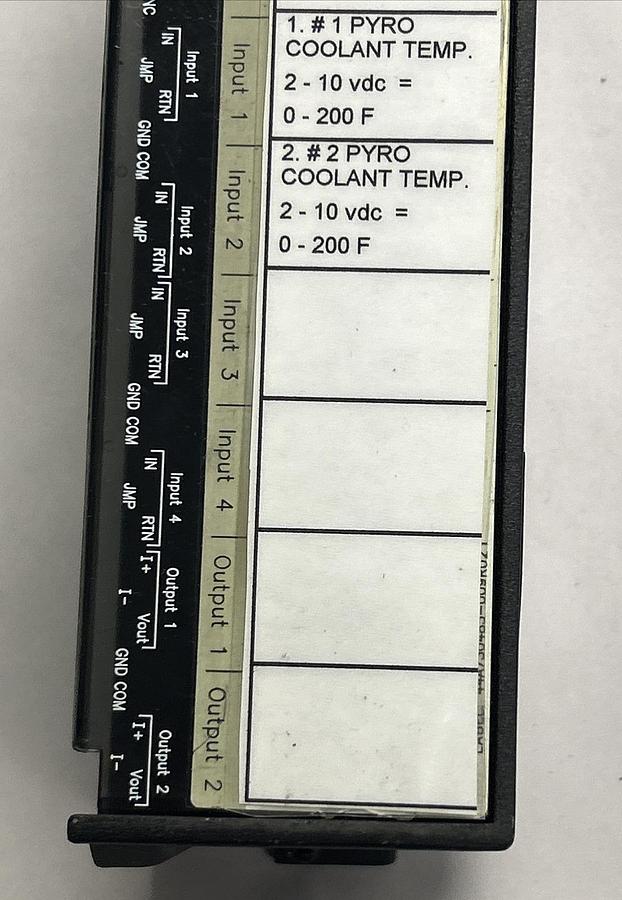 NC
IN
JMP
RTN
Input 1
GND COM
IN
JMP
RTN
Input 2
IN
JMP
RTN
Input 3
GND COM
IN
JMP
RTN
Input 4
I+
I-
Vout
Output 1
GND COM
I+
I-
Vout
Output 2
Input 1
Input 2
Input 3
Input 4
Output 1
Output 2
1. # 1 PYRO
COOLANT TEMP.
2 - 10 vdc =
0 - 200 F
2. # 2 PYRO
COOLANT TEMP.
2 - 10 vdc =
0 - 200 F